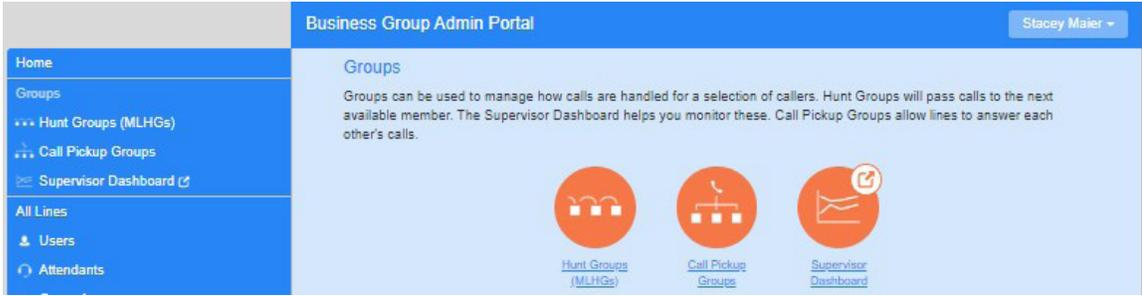 Business Group Admin Portal
Stacey Maier
Home
Groups
Hunt Groups (MLHGs)
Call Pickup Groups
Supervisor Dashboard
All Lines
Users
Attendants
Groups
Groups can be used to manage how calls are handled for a selection of callers. Hunt Groups will pass calls to the next
available member. The Supervisor Dashboard helps you monitor these. Call Pickup Groups allow lines to answer each
other's calls.
Hunt Groups
(MLHGs)
Call Pickup
Groups
Supervisor
Dashboard